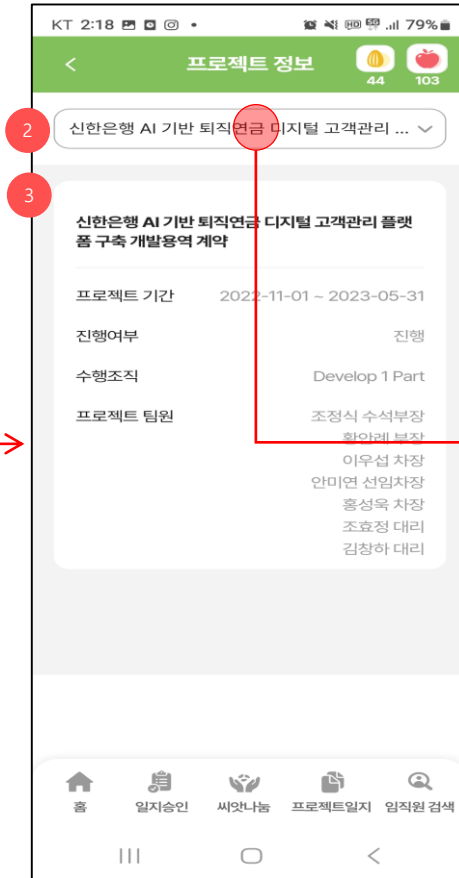 KT 2:18 79%
프로젝트 정보
44 103
2
신한은행 AI 기반 퇴직연금 디지털 고객관리 ...
3
신한은행 AI 기반 퇴직연금 디지털 고객관리 플랫
폼 구축 개발용역 계약
프로젝트 기간 2022-11-01 ~ 2023-05-31
진행여부 진행
수행조직 Develop 1 Part
프로젝트 팀원 조정식 수석부장
황안례 부장
이우섭 차장
안미연 선임차장
홍성욱 차장
조효정 대리
김창하 대리
홈 일지승인 씨앗나눔 프로젝트일지 임직원 검색